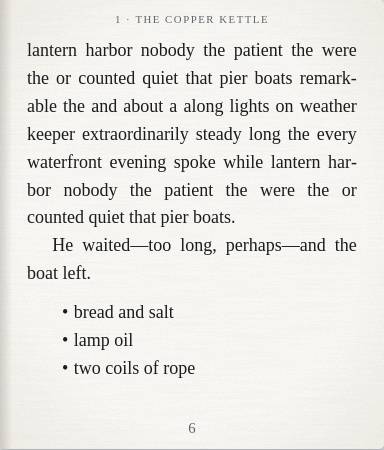 1 · THE COPPER KETTLE
lantern harbor nobody the patient the were
the or counted quiet that pier boats remark-
able the and about a along lights on weather
keeper extraordinarily steady long the every
waterfront evening spoke while lantern har-
bor nobody the patient the were the or
counted quiet that pier boats.
He waited—too long, perhaps—and the
boat left.
• bread and salt
• lamp oil
• two coils of rope
6